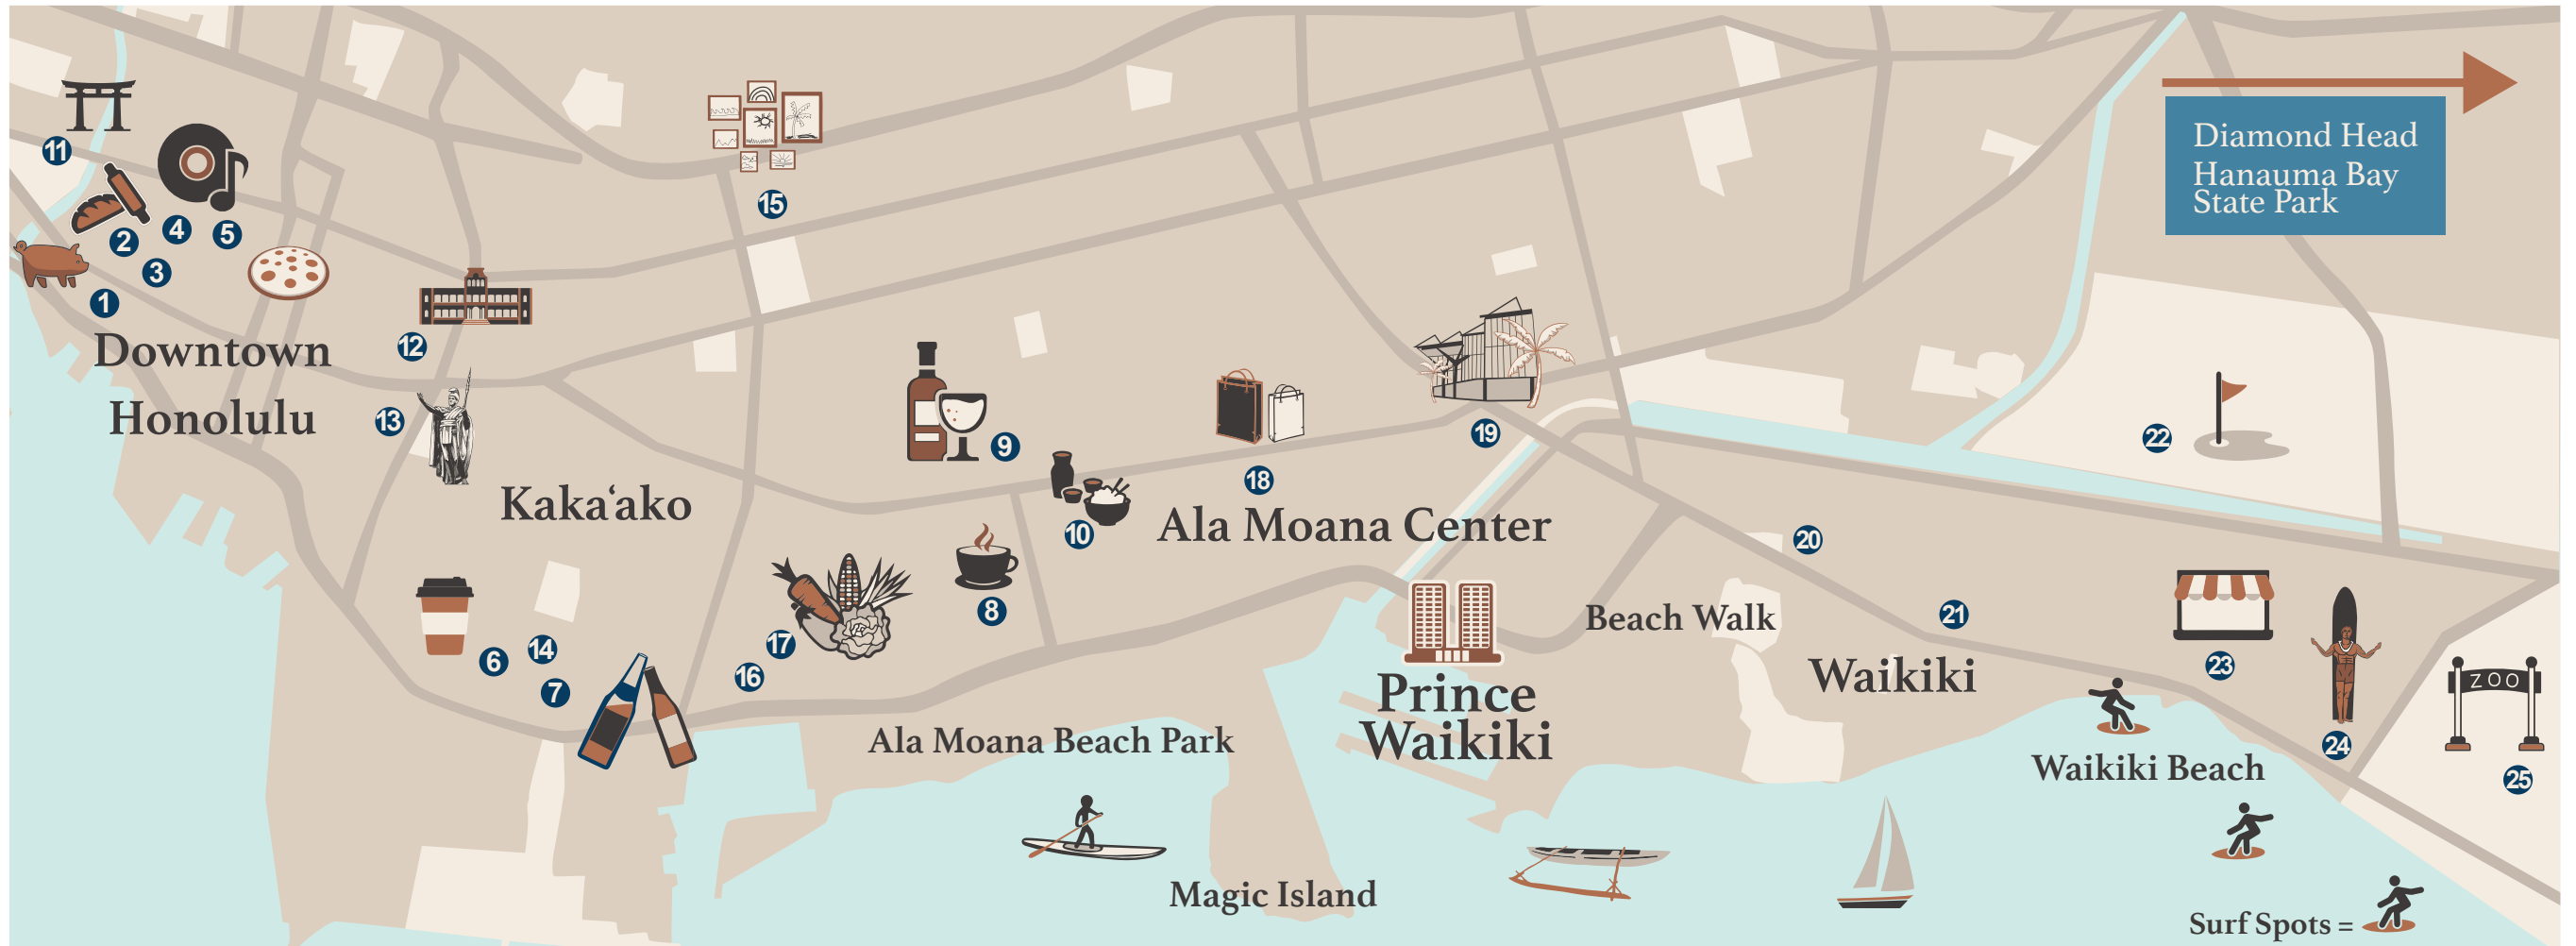 Diamond Head
Hanauma Bay
State Park
11
15
4
5
2
3
1
12
Downtown
Honolulu
13
9
19
22
18
Kakaʻako
Ala Moana Center
10
20
8
Beach Walk
21
17
14
6
16
7
Prince
Waikiki
Waikiki
23
ZOO
Ala Moana Beach Park
24
Waikiki Beach
25
Magic Island
Surf Spots =